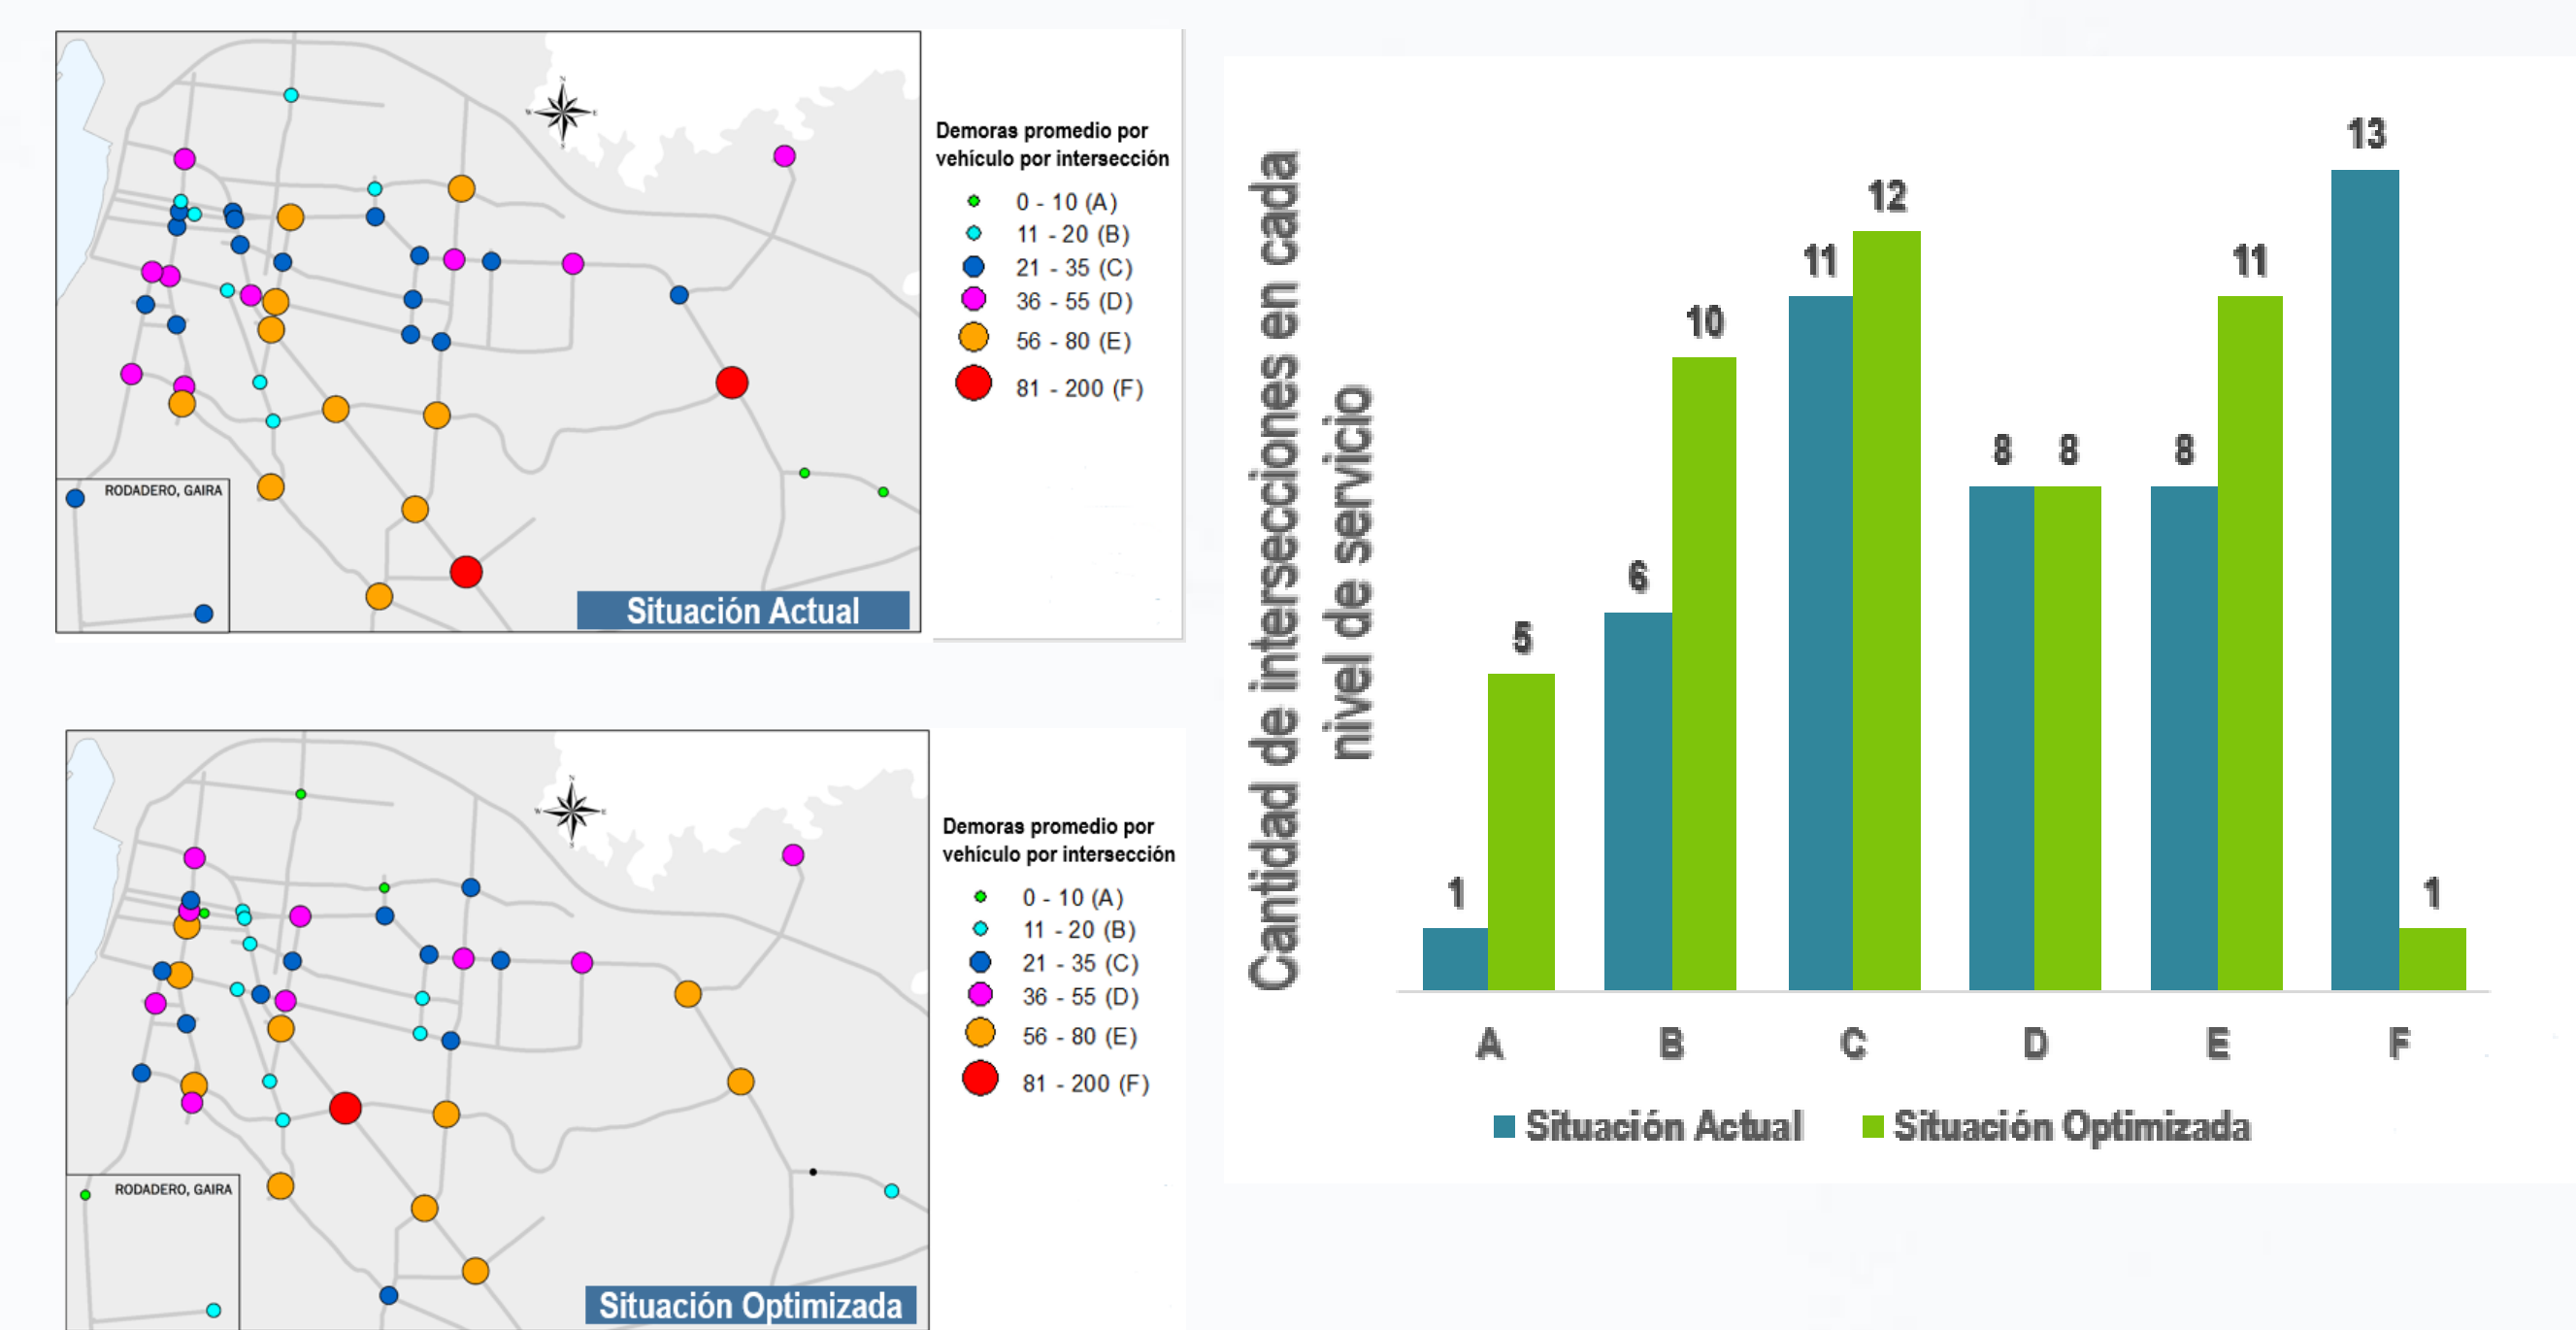 N
W
E
S
RODADERO, GAIRA
Situación Actual
Demoras promedio por
vehículo por intersección
0 - 10 (A)
11 - 20 (B)
21 - 35 (C)
36 - 55 (D)
56 - 80 (E)
81 - 200 (F)
N
W
E
S
RODADERO, GAIRA
Situación Optimizada
Demoras promedio por
vehículo por intersección
0 - 10 (A)
11 - 20 (B)
21 - 35 (C)
36 - 55 (D)
56 - 80 (E)
81 - 200 (F)
Cantidad de intersecciones en cada
nivel de servicio
1
5
6
10
11
12
8
8
8
11
13
1
A
B
C
D
E
F
Situación Actual
Situación Optimizada